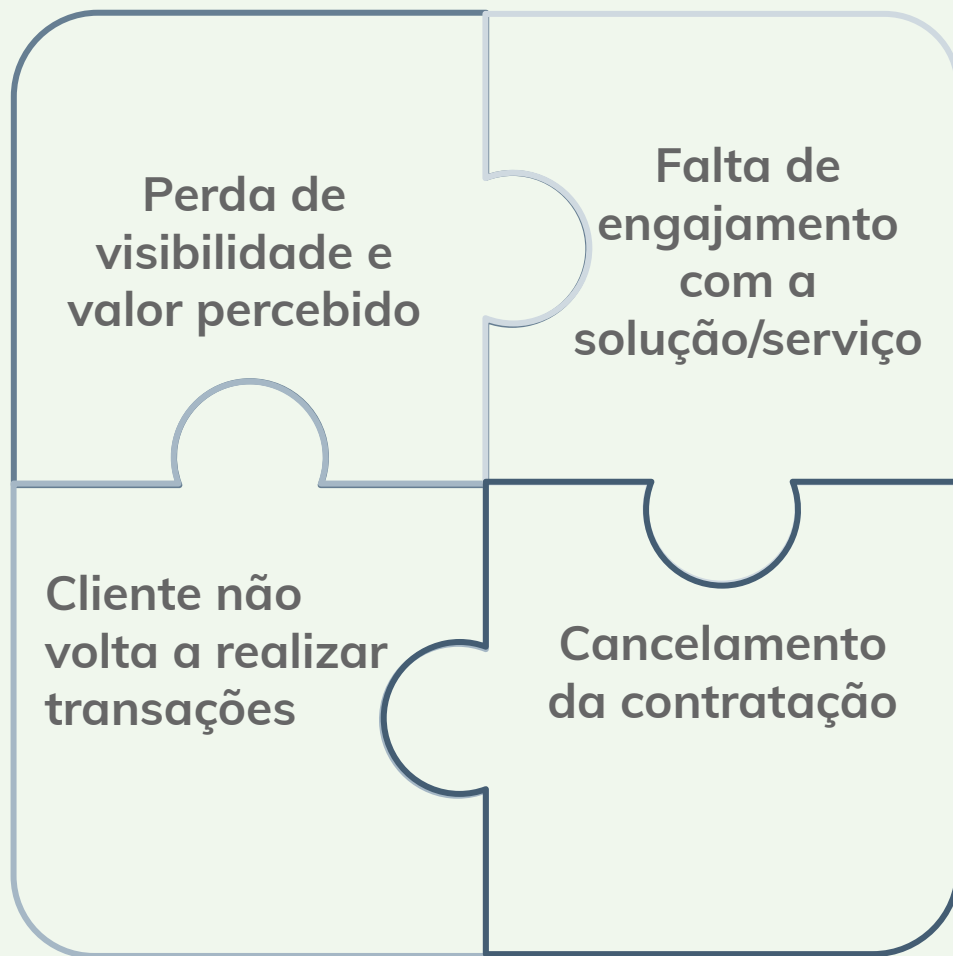 Perda de
visibilidade e
valor percebido
Falta de
engajamento
com a
solução/serviço
Cliente não
volta a realizar
transações
Cancelamento
da contratação